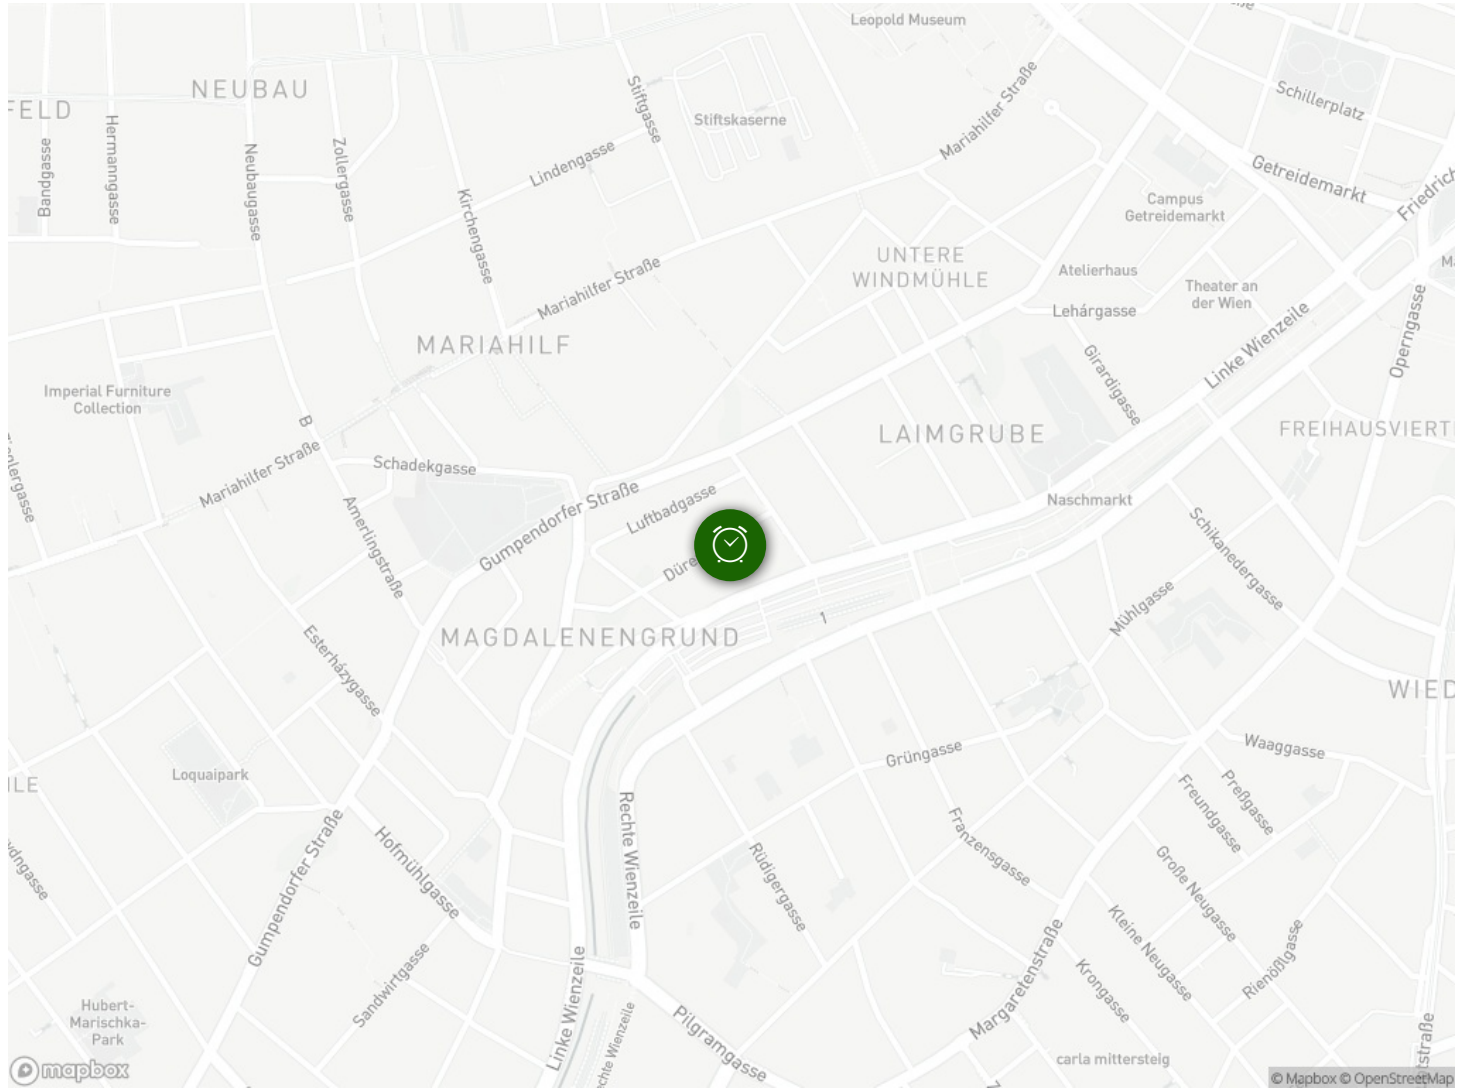 Leopold Museum
NEUBAU
FELD
Stiftgasse
Stiftskaserne
Mariahilfer Straße
Schillerplatz
Bandgasse
Hermanngasse
Neubaugasse
Zollergasse
Lindengasse
Kirchengasse
Getreidemarkt
Friedrich
Campus
Getreidemarkt
UNTERE
WINDMÜHLE
Atelierhaus
Theater an
der Wien
Lehárgasse
Mariahilfer Straße
MARIAHILF
Linke Wienzeile
Operngasse
Girardigasse
Imperial Furniture
Collection
B
LAIMGRUBE
FREIHAUSVIERTI
Mariahilfer Straße
Schadekgasse
Gumpendorfer Straße
Luftbadgasse
Naschmarkt
Amerlingstraße
Schikanedergasse
Düre
Mühlgasse
1
MAGDALENENGRUND
Esterházygasse
WIED
Loquaipark
Grüngasse
Waaggasse
Preßgasse
Freundgasse
ILE
Rechte Wienzeile
Gumpendorfer Straße
Hofmühlgasse
Rüdigergasse
Franzensgasse
Große Neugasse
Kleine Neugasse
Rienößlgasse
Margaretenstraße
Krongasse
Sandwirtgasse
Linke Wienzeile
Pilgramgasse
Hubert-
Marischka-
Park
carla mittersteig
mapbox
© Mapbox © OpenStreetMap